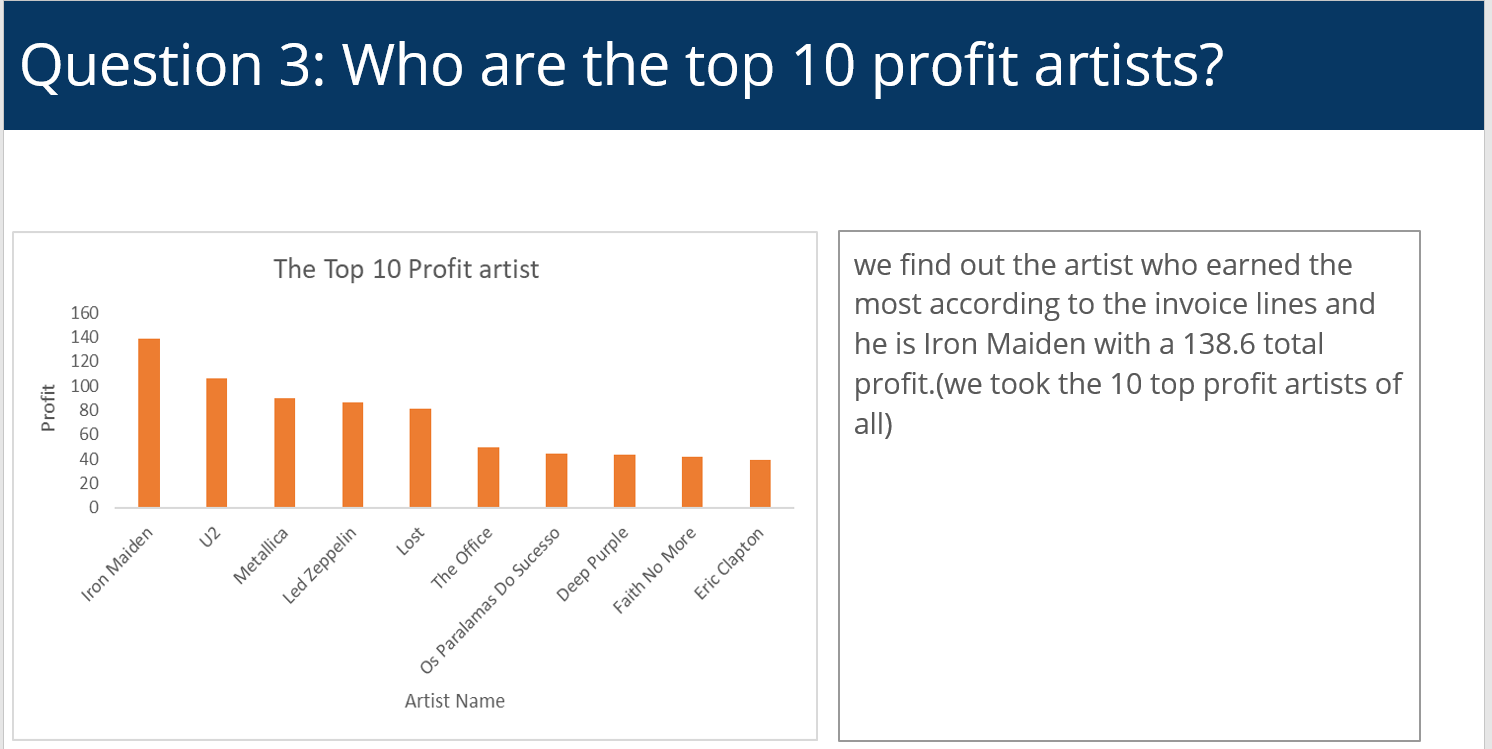 Question 3: Who are the top 10 profit artists?
The Top 10 Profit artist
160
140
120
100
80
60
40
20
0
Profit
Iron Maiden
U2
Metallica
Led Zeppelin
Lost
The Office
Os Paralamas Do Sucesso
Deep Purple
Faith No More
Eric Clapton
Artist Name
we find out the artist who earned the
most according to the invoice lines and
he is Iron Maiden with a 138.6 total
profit.(we took the 10 top profit artists of
all)